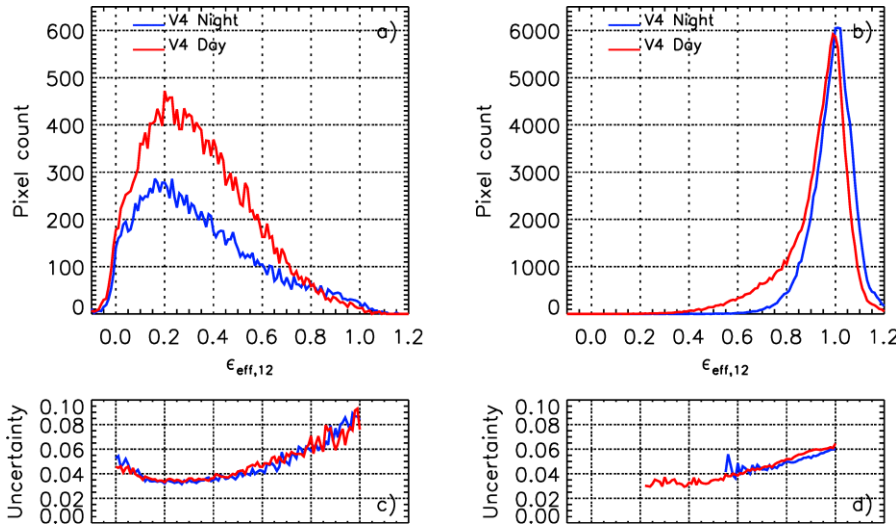 V4 Night
V4 Day
a)
600
500
400
300
200
100
0
Pixel count
0.0 0.2 0.4 0.6 0.8 1.0 1.2
ϵeff,12
V4 Night
V4 Day
b)
6000
5000
4000
3000
2000
1000
0
Pixel count
0.0 0.2 0.4 0.6 0.8 1.0 1.2
ϵeff,12
0.10
0.08
0.06
0.04
0.02
0.00
Uncertainty
c)
0.10
0.08
0.06
0.04
0.02
0.00
Uncertainty
d)